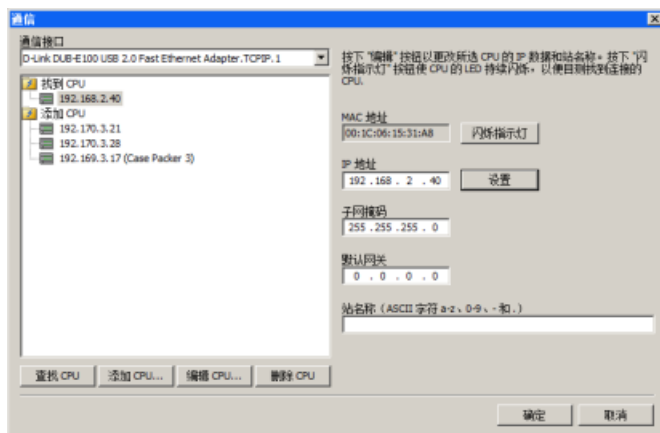 通信
通信接口
D-Link DUB-E100 USB 2.0 Fast Ethernet Adapter.TCPIP.1
按下 "编辑" 按钮以更改所选 CPU 的 IP 数据和站名称。按下 "闪
烁指示灯" 按钮使 CPU 的 LED 持续闪烁，以便目测找到连接的
CPU.
找到 CPU
192.168.2.40
添加 CPU
192.170.3.21
192.170.3.28
192.169.3.17 (Case Packer 3)
MAC 地址
00:1C:06:15:31:A8
闪烁指示灯
IP 地址
192 .168 . 2 . 40
设置
子网掩码
255 .255 .255 . 0
默认网关
0 . 0 . 0 . 0
站名称（ASCII 字符 a-z、0-9、- 和 .）
查找 CPU
添加 CPU...
编辑 CPU...
删除 CPU
确定
取消